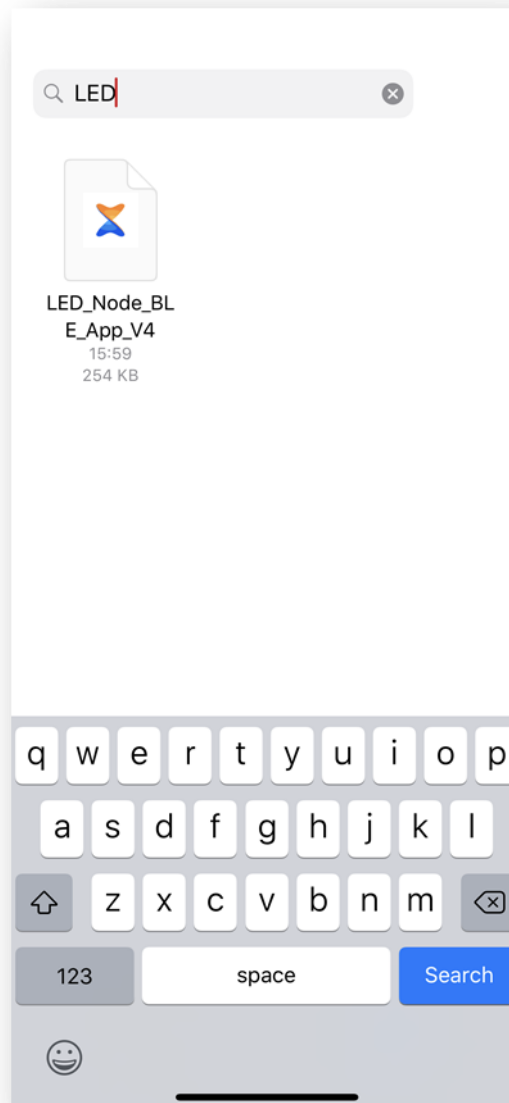 LED
LED_Node_BL
E_App_V4
15:59
254 KB
q w e r t y u i o p
a s d f g h j k l
z x c v b n m
123 space Search